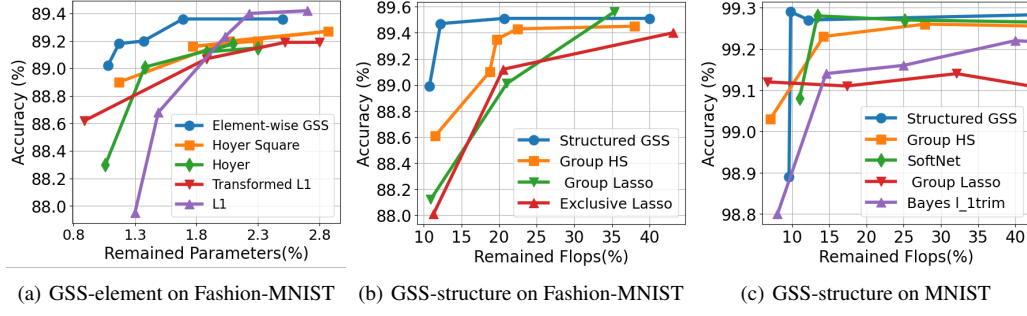 Accuracy (%)
89.4
89.2
89.0
88.8
88.6
88.4
88.2
88.0
0.8 1.3 1.8 2.3 2.8
Remained Parameters(%)
Element-wise GSS
Hoyer Square
Hoyer
Transformed L1
L1
(a) GSS-element on Fashion-MNIST
Accuracy (%)
89.6
89.4
89.2
89.0
88.8
88.6
88.4
88.2
88.0
10 15 20 25 30 35 40
Remained Flops(%)
Structured GSS
Group HS
Group Lasso
Exclusive Lasso
(b) GSS-structure on Fashion-MNIST
Accuracy (%)
99.3
99.2
99.1
99.0
98.9
98.8
10 15 20 25 30 35 40
Remained Flops(%)
Structured GSS
Group HS
SoftNet
Group Lasso
Bayes l_1trim
(c) GSS-structure on MNIST